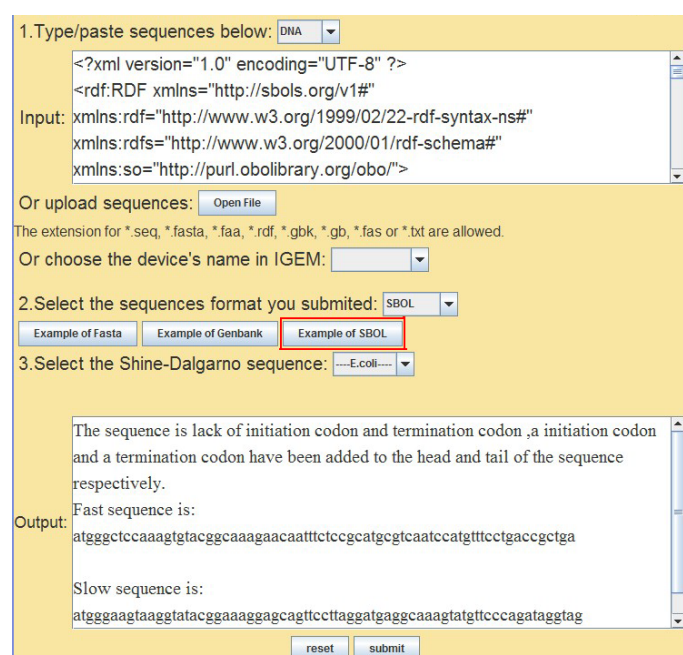 1.Type/paste sequences below: DNA
<?xml version="1.0" encoding="UTF-8" ?>
<rdf:RDF xmlns="http://sbols.org/v1#"
Input: xmlns:rdf="http://www.w3.org/1999/02/22-rdf-syntax-ns#"
xmlns:rdfs="http://www.w3.org/2000/01/rdf-schema#"
xmlns:so="http://purl.obolibrary.org/obo/">
Or upload sequences: Open File
The extension for *.seq, *.fasta, *.faa, *.rdf, *.gbk, *.gb, *.fas or *.txt are allowed.
Or choose the device's name in IGEM:
2.Select the sequences format you submited: SBOL
Example of Fasta Example of Genbank Example of SBOL
3.Select the Shine-Dalgarno sequence: ----E.coli----
The sequence is lack of initiation codon and termination codon ,a initiation codon
and a termination codon have been added to the head and tail of the sequence
respectively.
Output: Fast sequence is:
atgggctccaaagtgtacggcaaagaacaatttctccgcatgcgtcaatccatgtttcctgaccgctga
Slow sequence is:
atgggaagtaaggtatacggaaaggagcagttccttaggatgaggcaaagtatgttcccagataggtag
reset submit